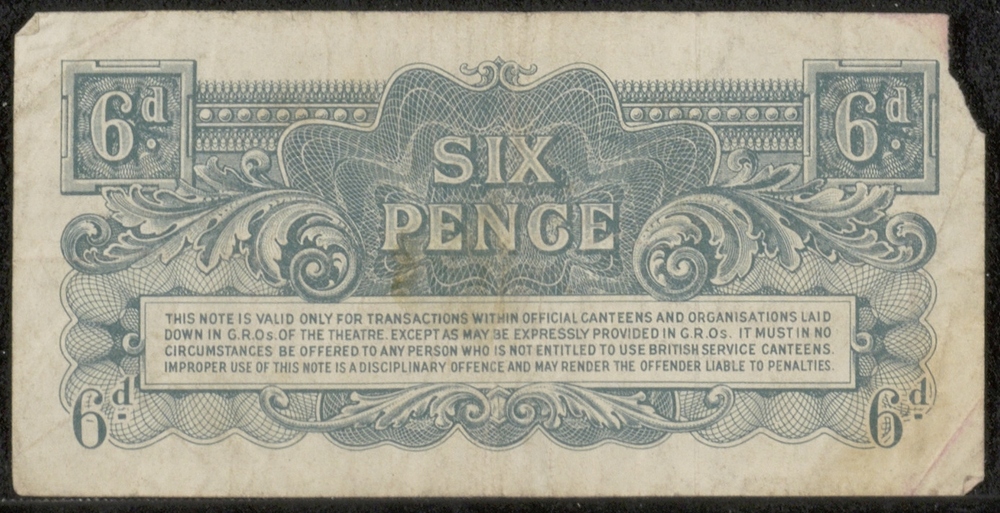 6d. 6d.
SIX
PENCE
THIS NOTE IS VALID ONLY FOR TRANSACTIONS WITHIN OFFICIAL CANTEENS AND ORGANISATIONS LAID
DOWN IN G.R.Os. OF THE THEATRE. EXCEPT AS MAY BE EXPRESSLY PROVIDED IN G.R.Os. IT MUST IN NO
CIRCUMSTANCES BE OFFERED TO ANY PERSON WHO IS NOT ENTITLED TO USE BRITISH SERVICE CANTEENS.
IMPROPER USE OF THIS NOTE IS A DISCIPLINARY OFFENCE AND MAY RENDER THE OFFENDER LIABLE TO PENALTIES.
6d. 6d.